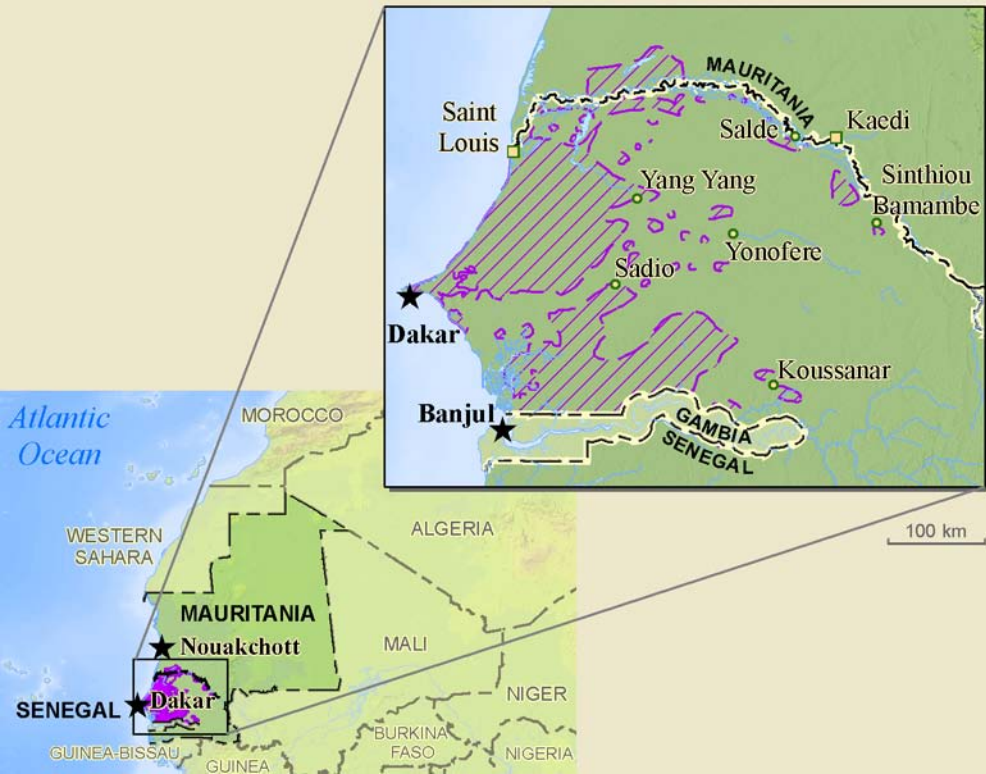 MAURITANIA
Saint
Louis
Salde
Kaedi
Yang Yang
Sinthiou
Bamambe
Yonofere
Sadio
Dakar
Koussanar
Banjul
GAMBIA
SENEGAL
100 km
Atlantic
Ocean
MOROCCO
WESTERN
SAHARA
ALGERIA
MAURITANIA
Nouakchott
MALI
Dakar
SENEGAL
NIGER
GUINEA-BISSAU
GUINEA
BURKINA
FASO
NIGERIA